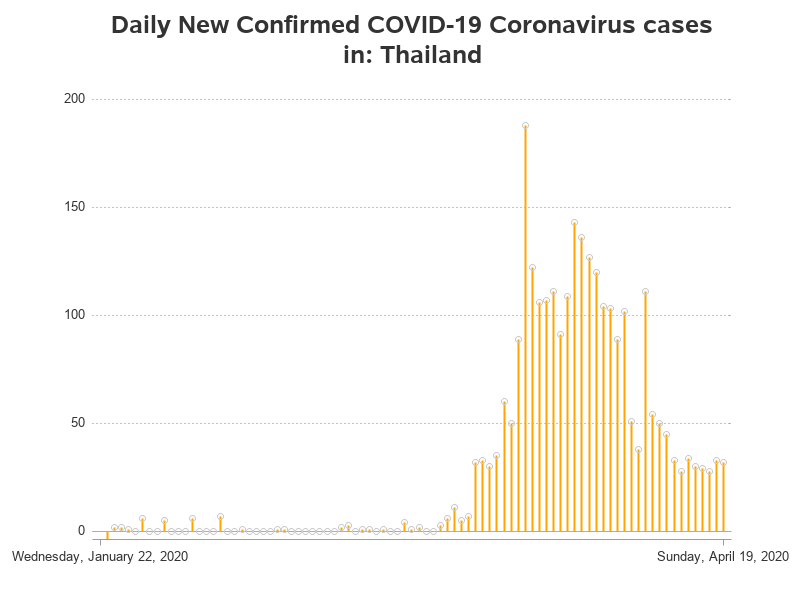 Daily New Confirmed COVID-19 Coronavirus cases
in: Thailand
200
150
100
50
0
Wednesday, January 22, 2020
Sunday, April 19, 2020